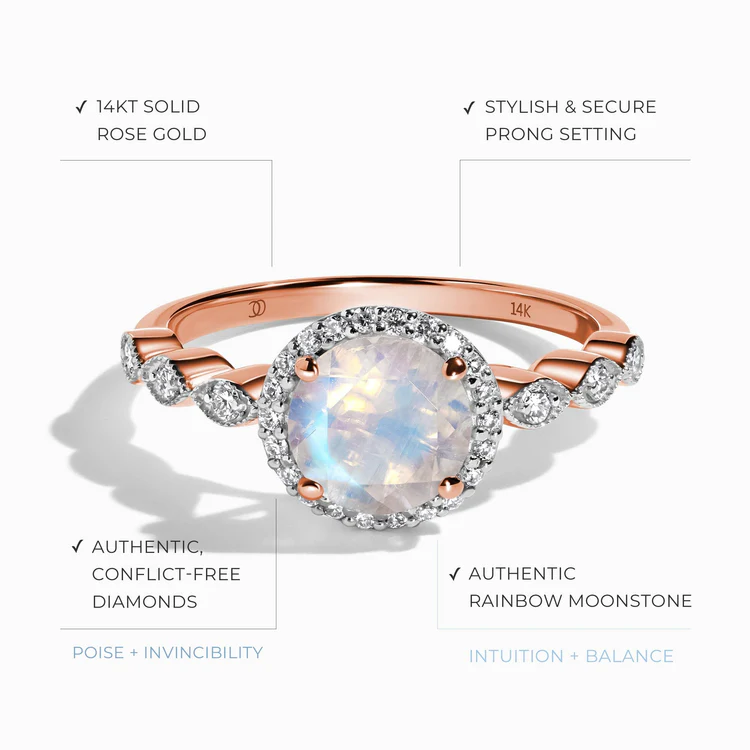 ✓ 14KT SOLID
ROSE GOLD
✓ STYLISH & SECURE
PRONG SETTING
14K
✓ AUTHENTIC,
CONFLICT-FREE
DIAMONDS
POISE + INVINCIBILITY
✓ AUTHENTIC
RAINBOW MOONSTONE
INTUITION + BALANCE